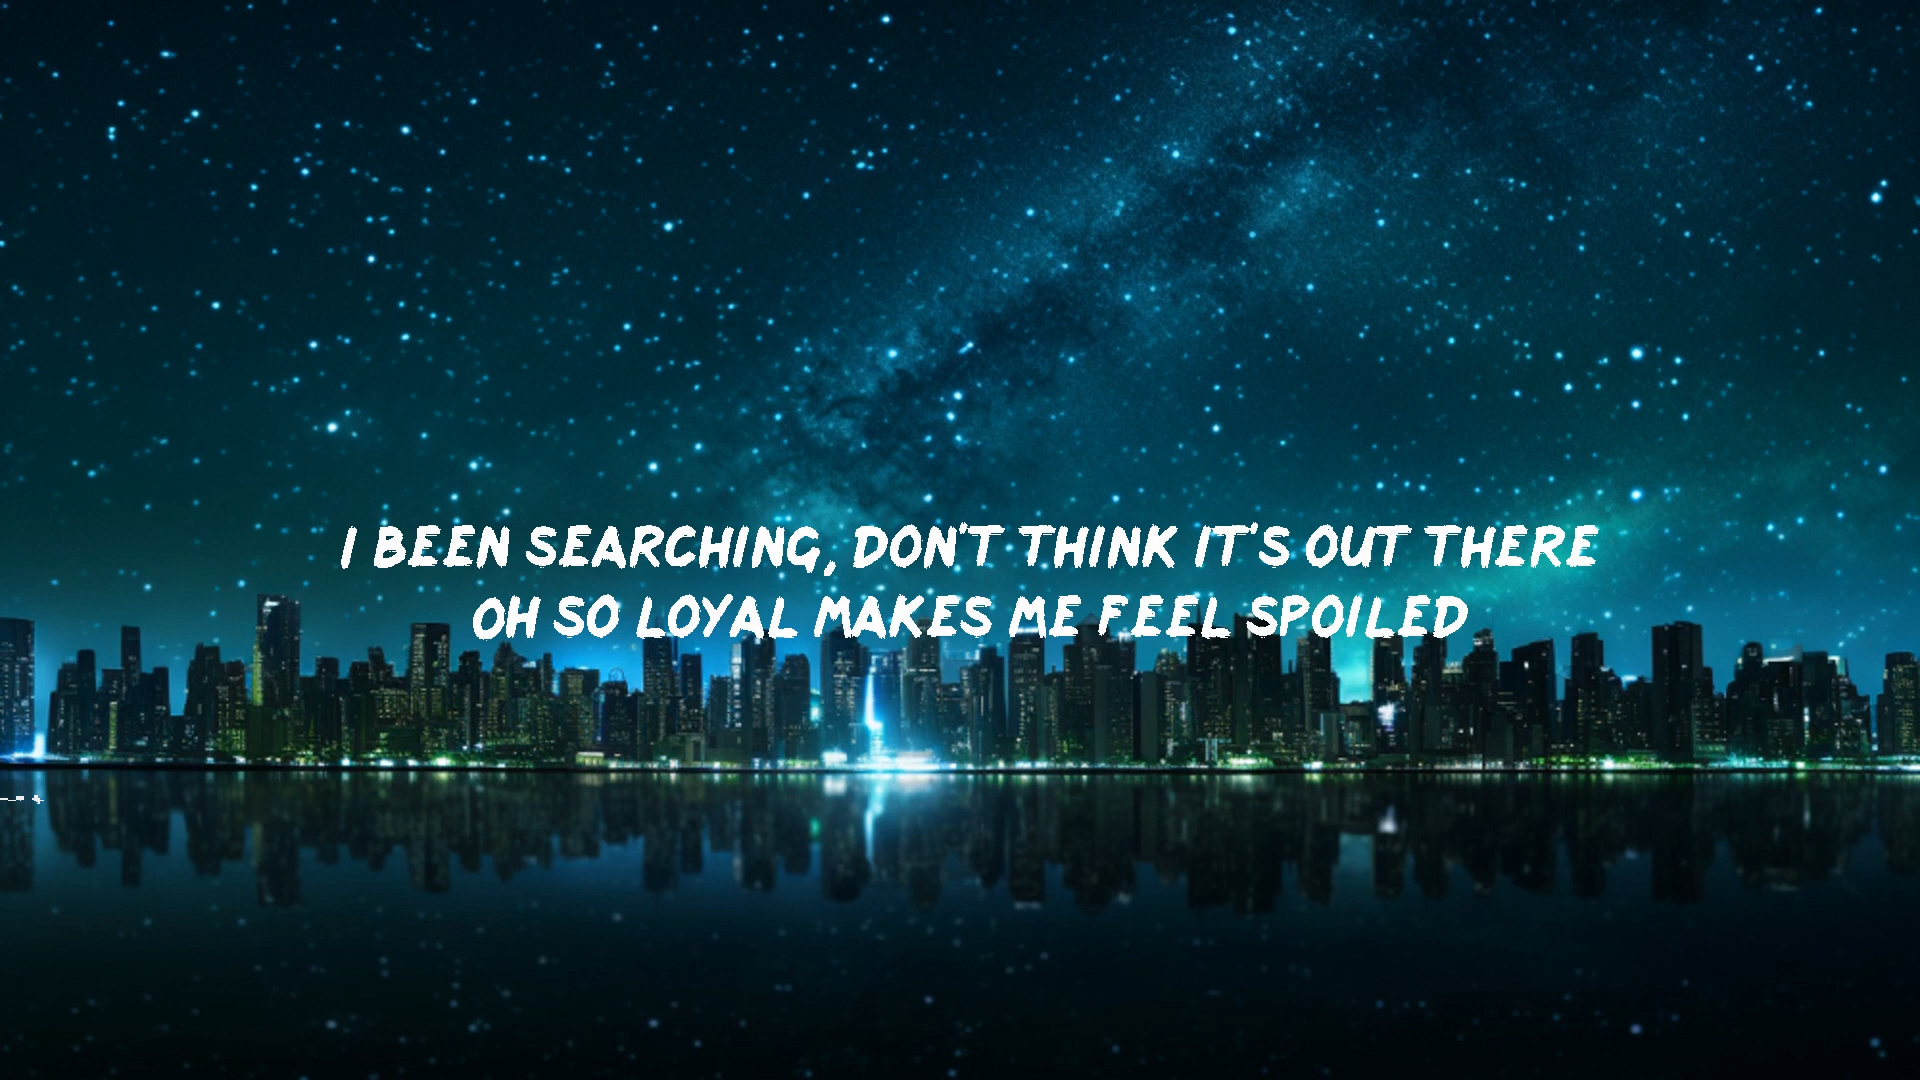 I BEEN SEARCHING, DON'T THINK IT'S OUT THERE
OH SO LOYAL MAKES ME FEEL SPOILED